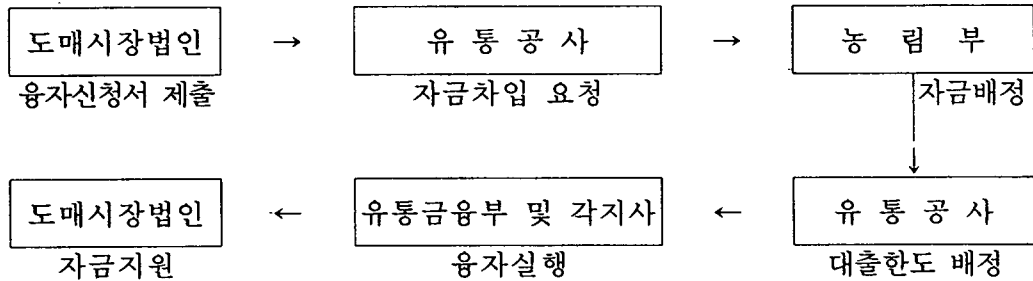 도매시장법인 → 유 통 공 사 → 농 림 부
융자신청서 제출 자금차입 요청 자금배정
↓
도매시장법인 ← 유통금융부 및 각지사 ← 유 통 공 사
자금지원 융자실행 대출한도 배정